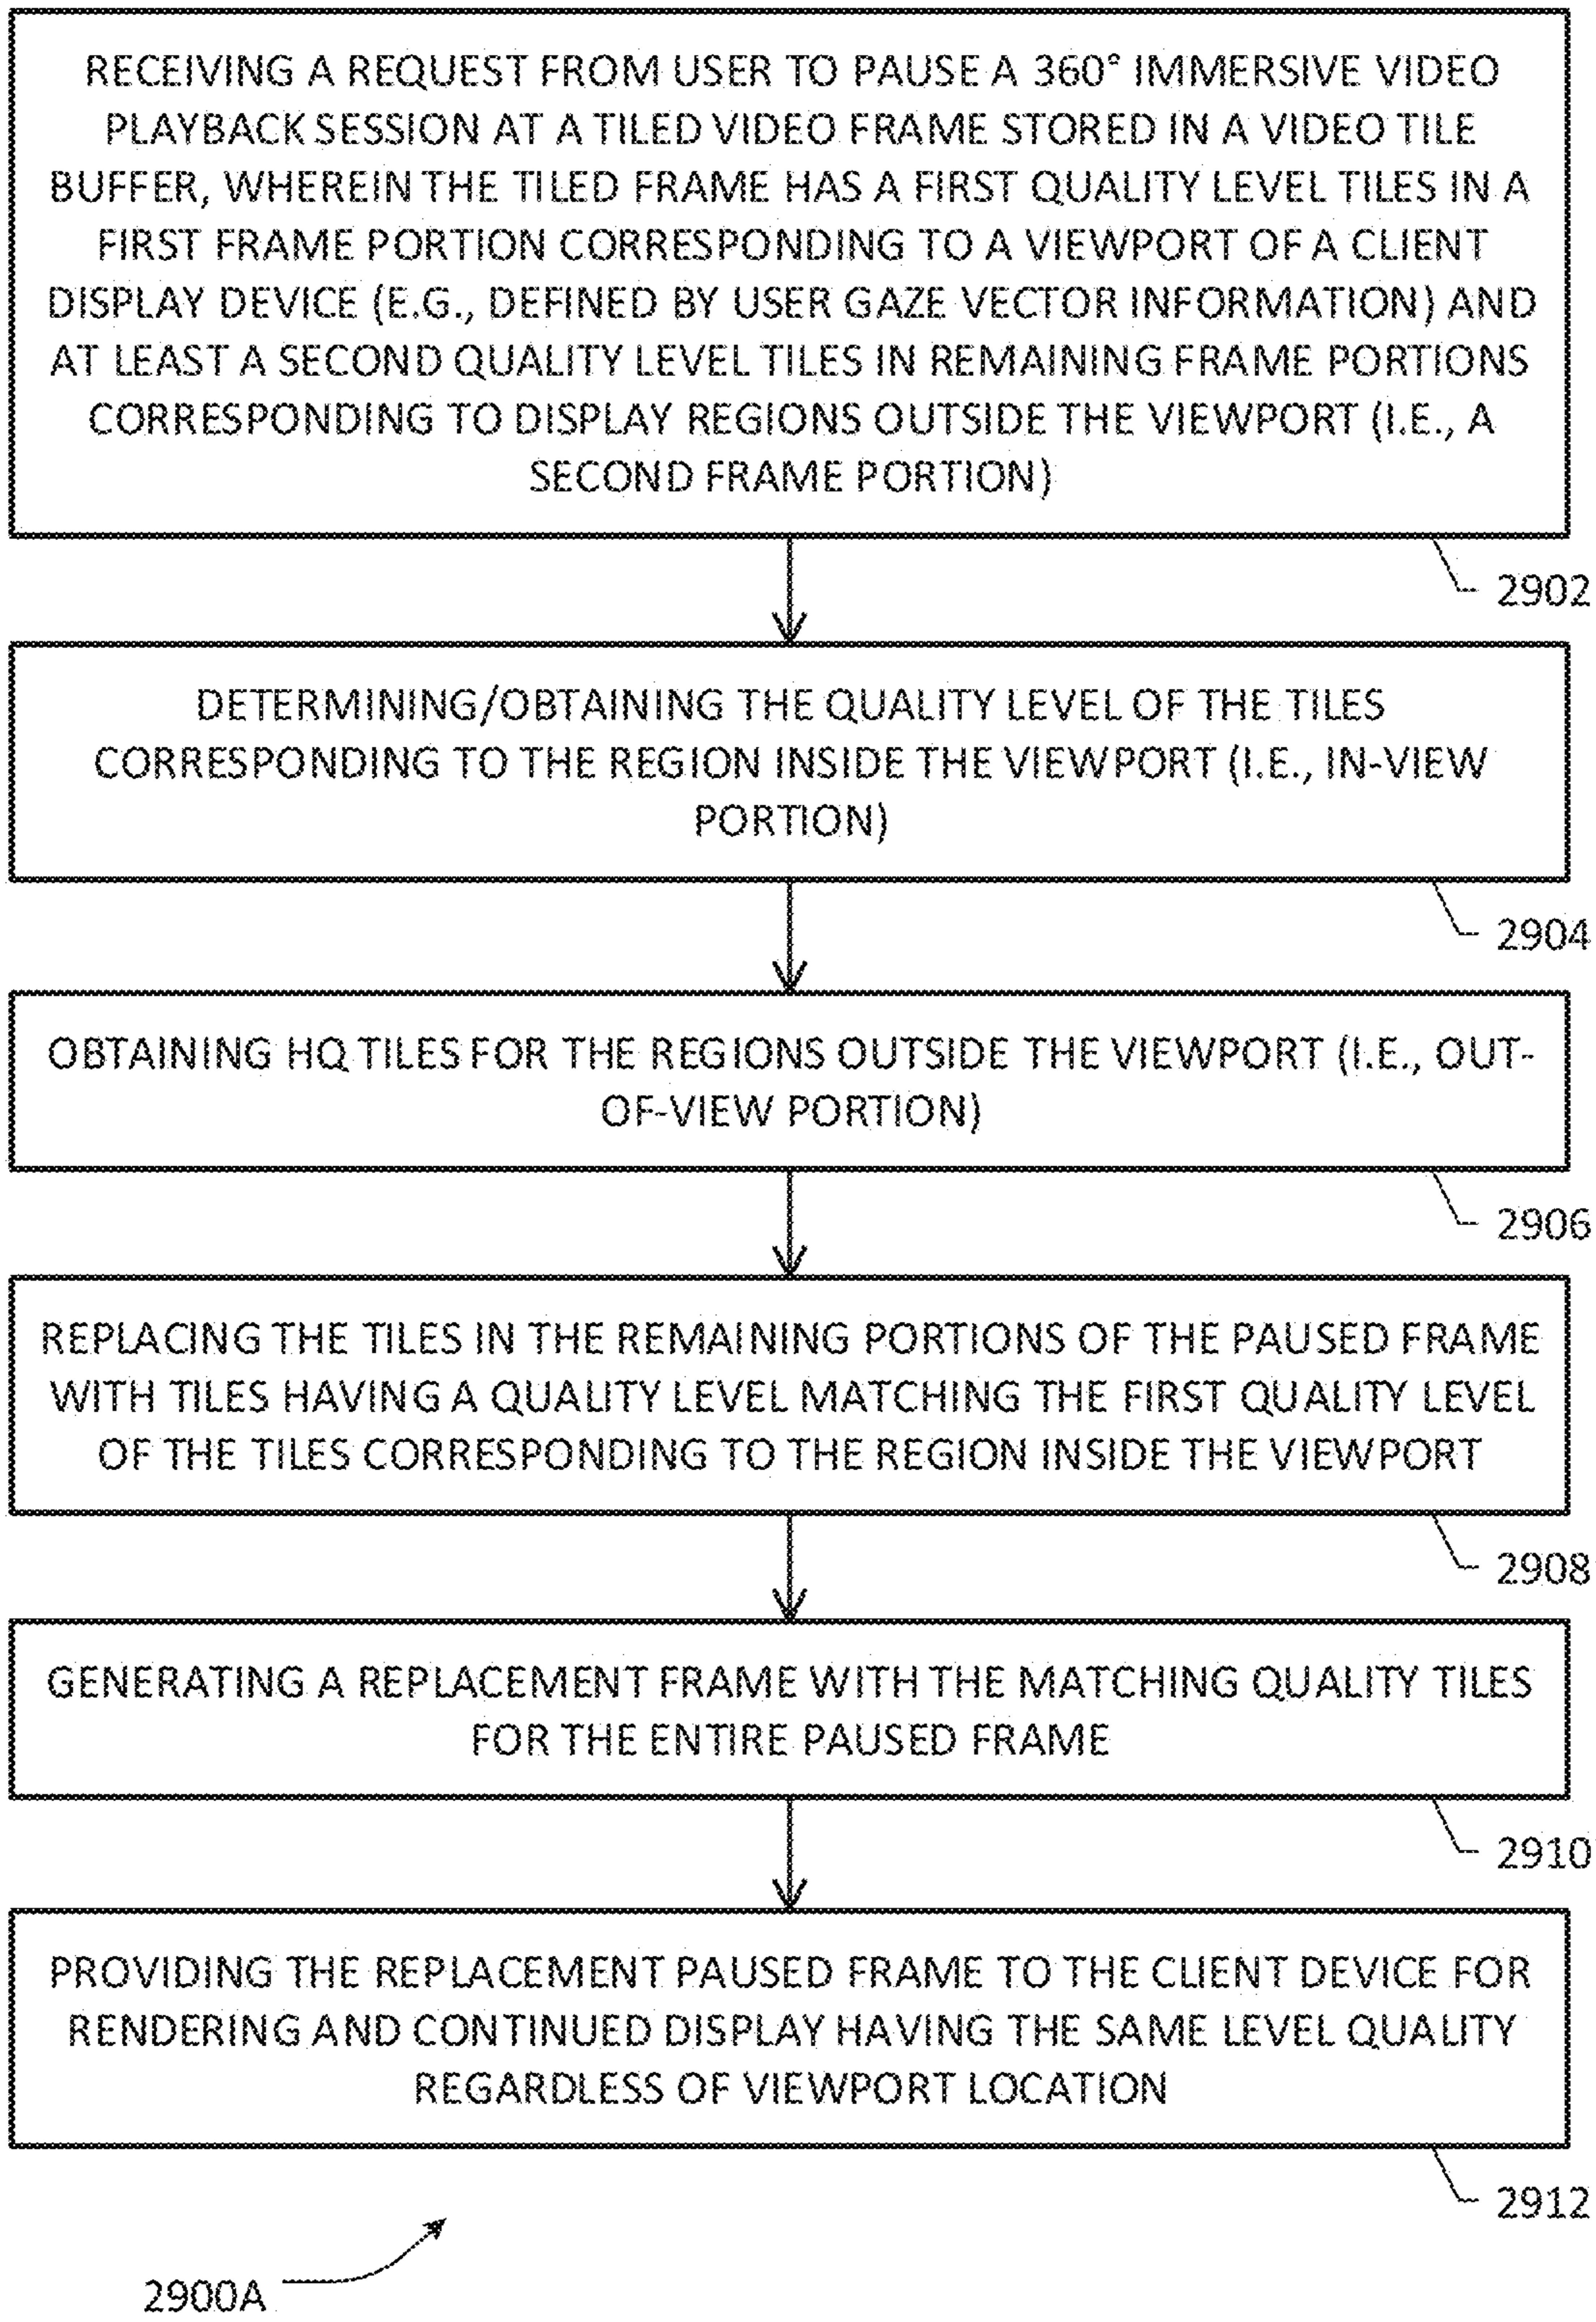 RECEIVING A REQUEST FROM USER TO PAUSE A 360° IMMERSIVE VIDEO
PLAYBACK SESSION AT A TILED VIDEO FRAME STORED IN A VIDEO TILE
BUFFER, WHEREIN THE TILED FRAME HAS A FIRST QUALITY LEVEL TILES IN A
FIRST FRAME PORTION CORRESPONDING TO A VIEWPORT OF A CLIENT
DISPLAY DEVICE (E.G., DEFINED BY USER GAZE VECTOR INFORMATION) AND
AT LEAST A SECOND QUALITY LEVEL TILES IN REMAINING FRAME PORTIONS
CORRESPONDING TO DISPLAY REGIONS OUTSIDE THE VIEWPORT (I.E., A
SECOND FRAME PORTION)
2902
DETERMINING/OBTAINING THE QUALITY LEVEL OF THE TILES
CORRESPONDING TO THE REGION INSIDE THE VIEWPORT (I.E., IN-VIEW
PORTION)
2904
OBTAINING HQ TILES FOR THE REGIONS OUTSIDE THE VIEWPORT (I.E., OUT-
OF-VIEW PORTION)
2906
REPLACING THE TILES IN THE REMAINING PORTIONS OF THE PAUSED FRAME
WITH TILES HAVING A QUALITY LEVEL MATCHING THE FIRST QUALITY LEVEL
OF THE TILES CORRESPONDING TO THE REGION INSIDE THE VIEWPORT
2908
GENERATING A REPLACEMENT FRAME WITH THE MATCHING QUALITY TILES
FOR THE ENTIRE PAUSED FRAME
2910
PROVIDING THE REPLACEMENT PAUSED FRAME TO THE CLIENT DEVICE FOR
RENDERING AND CONTINUED DISPLAY HAVING THE SAME LEVEL QUALITY
REGARDLESS OF VIEWPORT LOCATION
2912
2900A